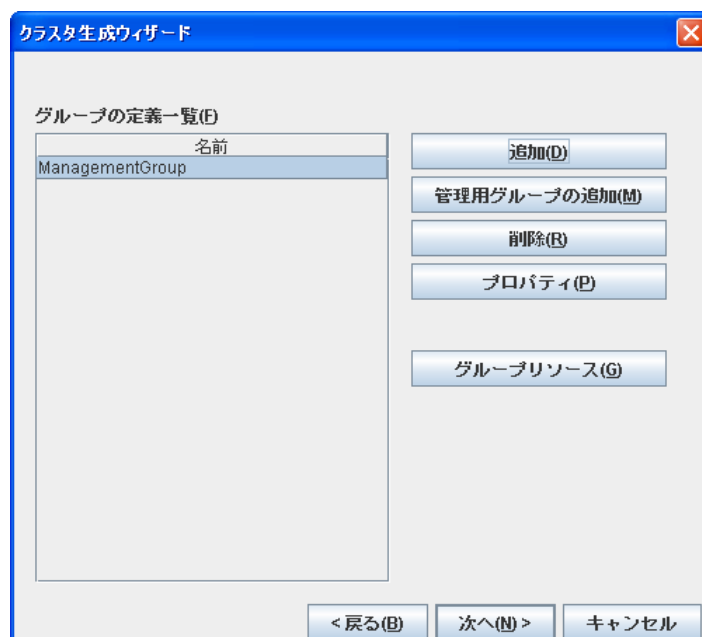 クラスタ生成ウィザード
グループの定義一覧(F)
名前
ManagementGroup
追加(D)
管理用グループの追加(M)
削除(R)
プロパティ(P)
グループリソース(G)
<戻る(B)
次へ(N)>
キャンセル